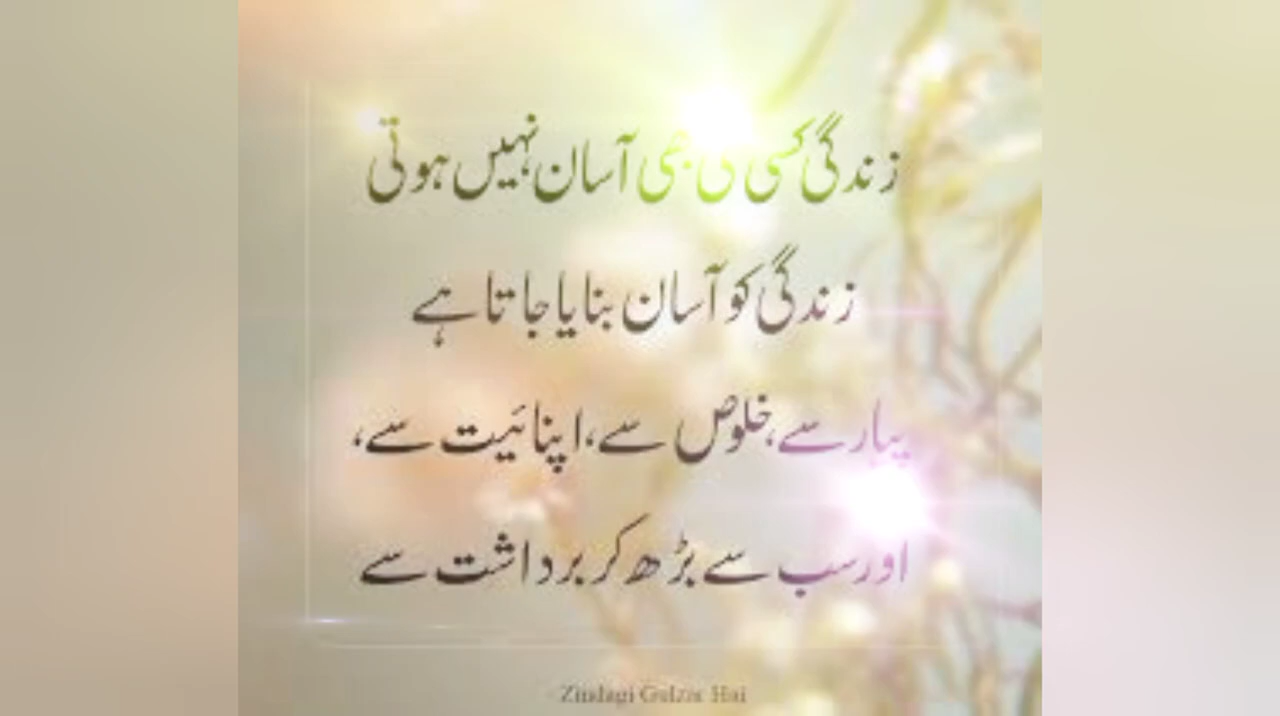 زندگی کسی کی بھی آسان نہیں ہوتی
زندگی کو آسان بنایا جاتا ہے
پیار سے، خلوص سے، اپنائیت سے،
اور سب سے بڑھ کر برداشت سے
Zindagi Gulzar Hai